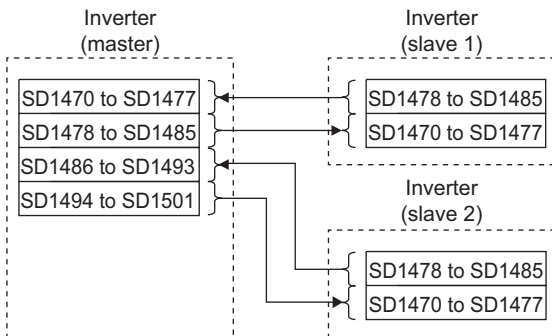 Inverter
(master)
SD1470 to SD1477
SD1478 to SD1485
SD1486 to SD1493
SD1494 to SD1501
Inverter
(slave 1)
SD1478 to SD1485
SD1470 to SD1477
Inverter
(slave 2)
SD1478 to SD1485
SD1470 to SD1477